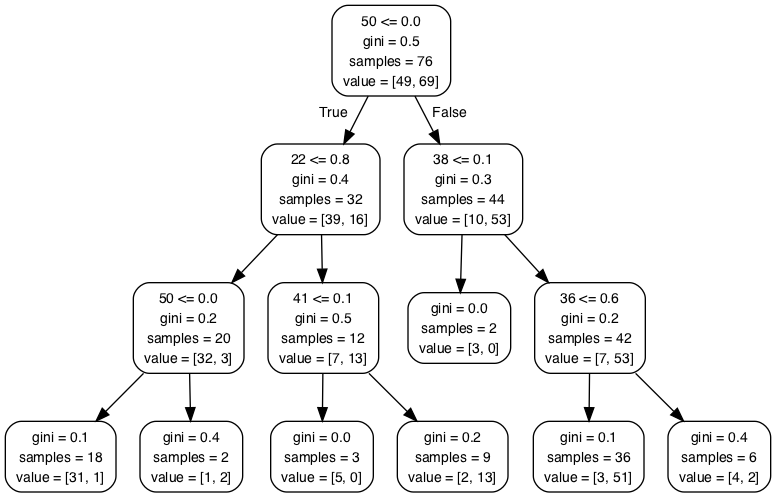 50 <= 0.0
gini = 0.5
samples = 76
value = [49, 69]
True
False
22 <= 0.8
gini = 0.4
samples = 32
value = [39, 16]
38 <= 0.1
gini = 0.3
samples = 44
value = [10, 53]
50 <= 0.0
gini = 0.2
samples = 20
value = [32, 3]
41 <= 0.1
gini = 0.5
samples = 12
value = [7, 13]
gini = 0.0
samples = 2
value = [3, 0]
36 <= 0.6
gini = 0.2
samples = 42
value = [7, 53]
gini = 0.1
samples = 18
value = [31, 1]
gini = 0.4
samples = 2
value = [1, 2]
gini = 0.0
samples = 3
value = [5, 0]
gini = 0.2
samples = 9
value = [2, 13]
gini = 0.1
samples = 36
value = [3, 51]
gini = 0.4
samples = 6
value = [4, 2]